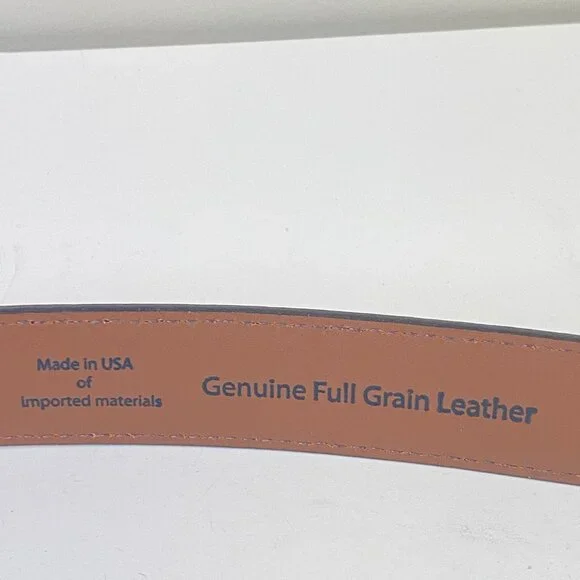 Made in USA
of
imported materials
Genuine Full Grain Leather